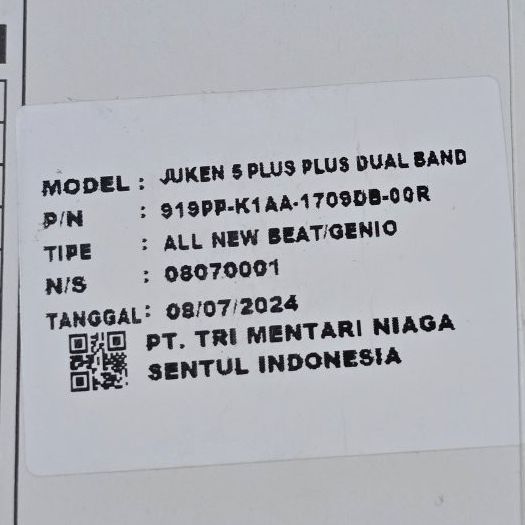 MODEL : JUKEN 5 PLUS PLUS DUAL BAND
P/N : 919PP-K1AA-1709DB-00R
TIPE : ALL NEW BEAT/GENIO
N/S : 08070001
TANGGAL: 08/07/2024
PT. TRI MENTARI NIAGA
SENTUL INDONESIA